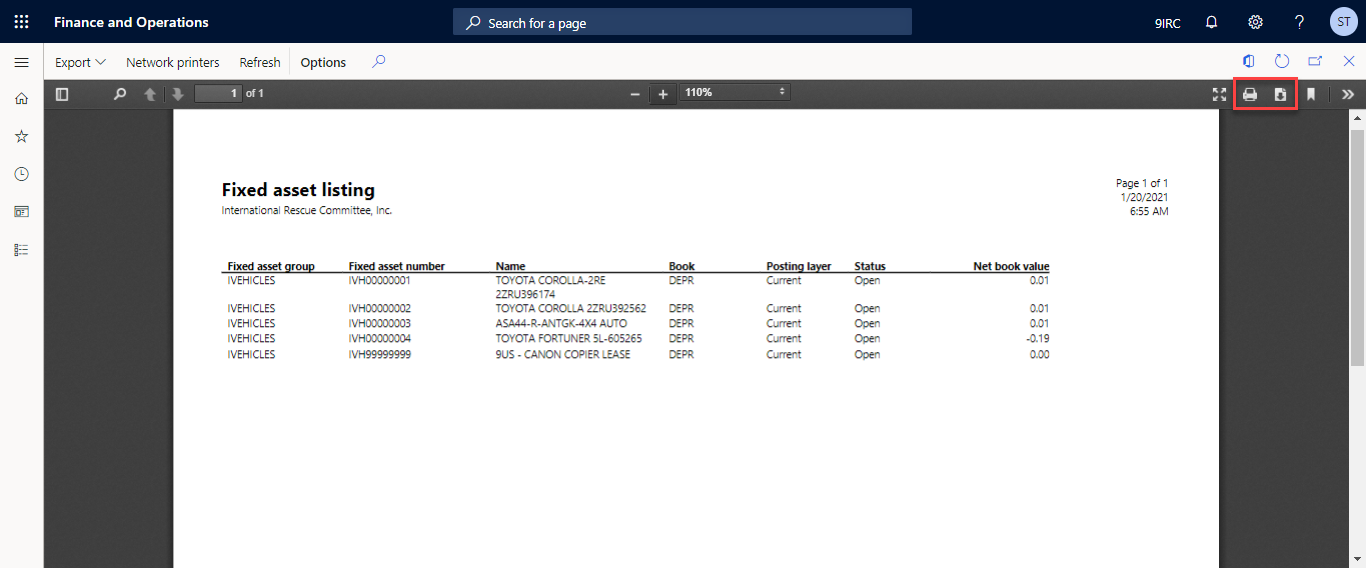 Finance and Operations
Search for a page
9IRC
?
ST
Export
Network printers
Refresh
Options
1 of 1
110%
Fixed asset listing
International Rescue Committee, Inc.
Page 1 of 1
1/20/2021
6:55 AM
Fixed asset group Fixed asset number Name Book Posting layer Status Net book value
IVEHICLES IVH00000001 TOYOTA COROLLA-2RE DEPR Current Open 0.01
2ZRU396174
IVEHICLES IVH00000002 TOYOTA COROLLA 2ZRU392562 DEPR Current Open 0.01
IVEHICLES IVH00000003 ASA44-R-ANTGK-4X4 AUTO DEPR Current Open 0.01
IVEHICLES IVH00000004 TOYOTA FORTUNER 5L-605265 DEPR Current Open -0.19
IVEHICLES IVH99999999 9US - CANON COPIER LEASE DEPR Current Open 0.00